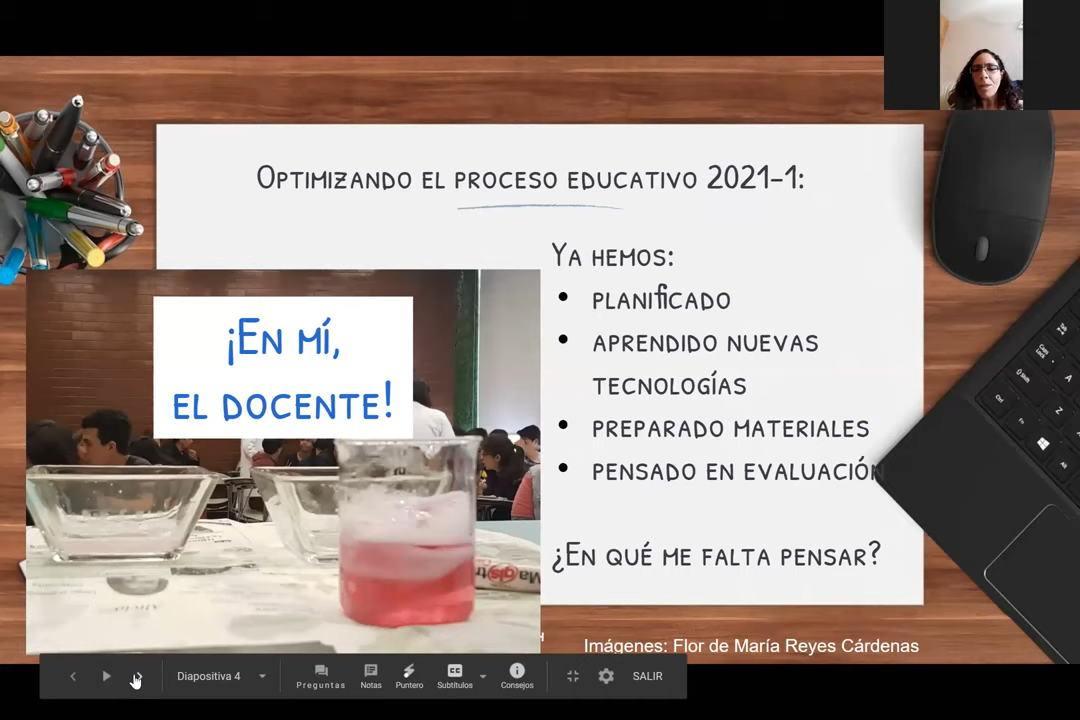 Optimizando el proceso educativo 2021-1:
Ya hemos:
• planificado
• aprendido nuevas
tecnologías
• preparado materiales
• pensado en evaluación
¿En qué me falta pensar?
¡En mí,
el docente!
Imágenes: Flor de María Reyes Cárdenas
Diapositiva 4
Preguntas
Notas
Puntero
Subtítulos
Consejos
SALIR